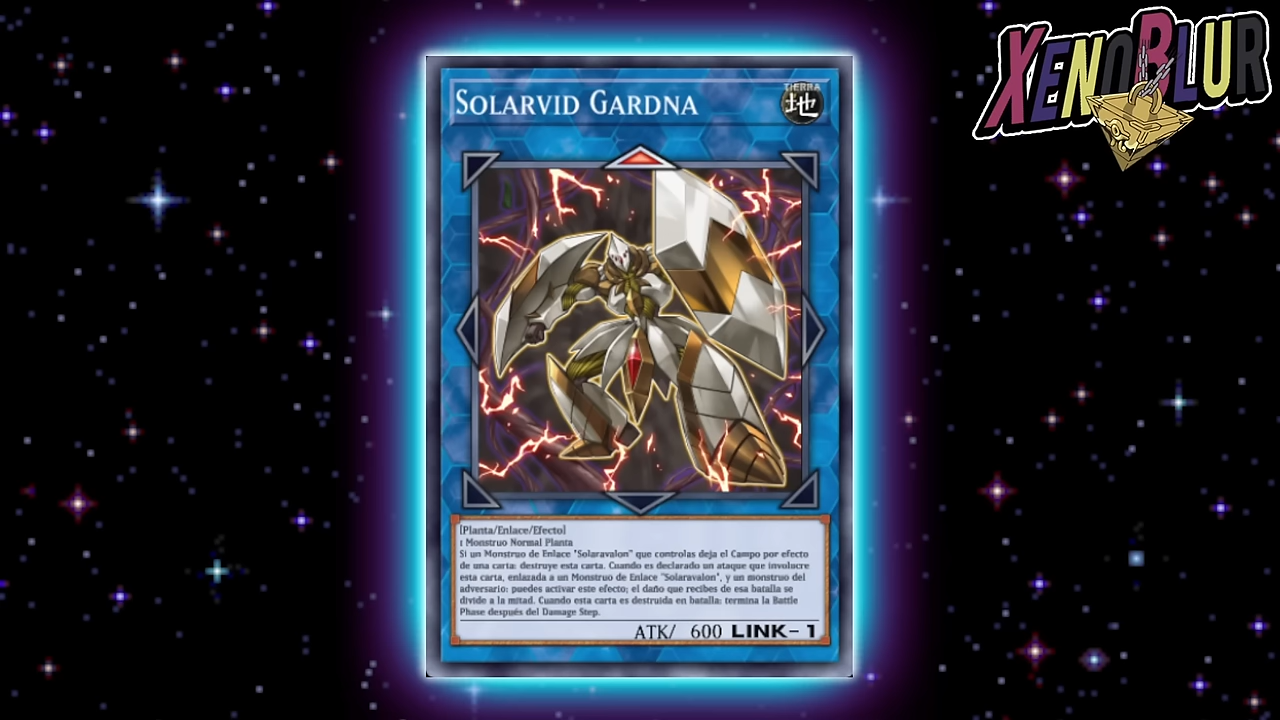 XENOBLUR
SOLARVID GARDNA
TIERRA
地
[Planta/Enlace/Efecto]
1 Monstruo Normal Planta
Si un Monstruo de Enlace "Solaravalon" que controlas deja el Campo por efecto
de una carta: destruye esta carta. Cuando es declarado un ataque que involucre
esta carta, enlazada a un Monstruo de Enlace "Solaravalon", y un monstruo del
adversario: puedes activar este efecto; el daño que recibes de esa batalla se
divide a la mitad. Cuando esta carta es destruida en batalla: termina la Battle
Phase después del Damage Step.
ATK/ 600 LINK-1